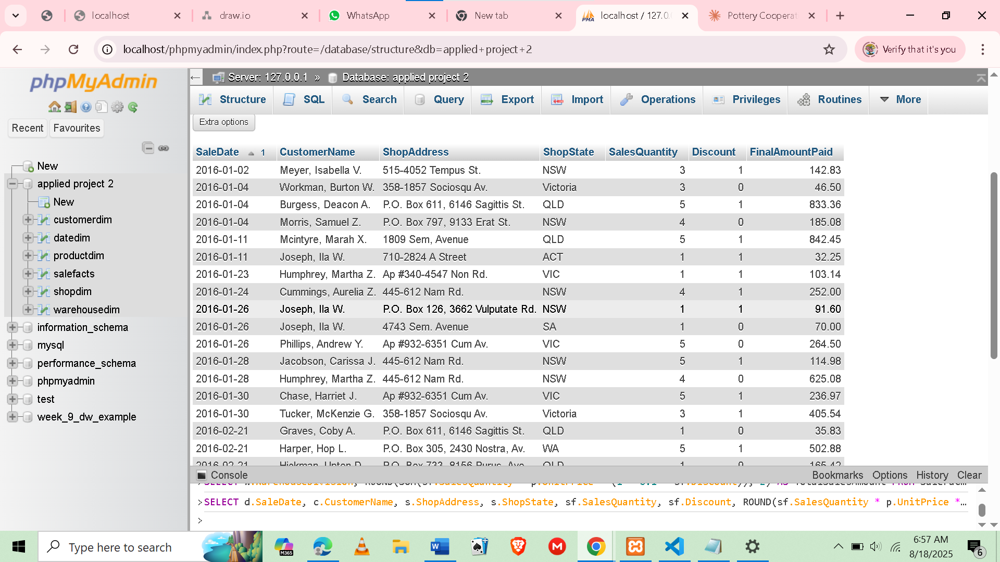 localhost
draw.io
WhatsApp
New tab
localhost / 127.0.
Pottery Cooperat
localhost/phpmyadmin/index.php?route=/database/structure&db=applied+project+2
Verify that it's you
phpMyAdmin
Recent
Favourites
New
applied project 2
New
customerdim
datedim
productdim
salefacts
shopdim
warehousedim
information_schema
mysql
performance_schema
phpmyadmin
test
week_9_dw_example
Server: 127.0.0.1 » Database: applied project 2
Structure SQL Search Query Export Import Operations Privileges Routines More
Extra options
SaleDate 1 CustomerName ShopAddress ShopState SalesQuantity Discount FinalAmountPaid
2016-01-02 Meyer, Isabella V. 515-4052 Tempus St. NSW 3 1 142.83
2016-01-04 Workman, Burton W. 358-1857 Sociosqu Av. Victoria 3 0 46.50
2016-01-04 Burgess, Deacon A. P.O. Box 611, 6146 Sagittis St. QLD 5 1 833.36
2016-01-04 Morris, Samuel Z. P.O. Box 797, 9133 Erat St. NSW 4 0 185.08
2016-01-11 Mcintyre, Marah X. 1809 Sem, Avenue QLD 5 1 842.45
2016-01-11 Joseph, Ila W. 710-2824 A Street ACT 1 1 32.25
2016-01-23 Humphrey, Martha Z. Ap #340-4547 Non Rd. VIC 1 1 103.14
2016-01-24 Cummings, Aurelia Z. 445-612 Nam Rd. NSW 4 1 252.00
2016-01-26 Joseph, Ila W. P.O. Box 126, 3662 Vulputate Rd. NSW 1 1 91.60
2016-01-26 Joseph, Ila W. 4743 Sem. Avenue SA 1 0 70.00
2016-01-26 Phillips, Andrew Y. Ap #932-6351 Cum Av. VIC 5 0 264.50
2016-01-28 Jacobson, Carissa J. 445-612 Nam Rd. NSW 5 1 114.98
2016-01-28 Humphrey, Martha Z. 445-612 Nam Rd. NSW 4 0 625.08
2016-01-30 Chase, Harriet J. Ap #932-6351 Cum Av. VIC 5 1 236.97
2016-01-30 Tucker, McKenzie G. 358-1857 Sociosqu Av. Victoria 3 1 405.54
2016-02-21 Graves, Coby A. P.O. Box 611, 6146 Sagittis St. QLD 1 0 35.83
2016-02-21 Harper, Hop L. P.O. Box 305, 2430 Nostra, Av. WA 5 1 502.88
2016-02-21 Hickman, Upton D. P.O. Box 733, 8156 Purus, Ave QLD 1 0 165.42
Console Bookmarks Options History Clear
>SELECT d.SaleDate, c.CustomerName, s.ShopAddress, s.ShopState, sf.SalesQuantity, sf.Discount, ROUND(sf.SalesQuantity * p.UnitPrice *…
>
Type here to search
M365
6:57 AM
8/18/2025
6